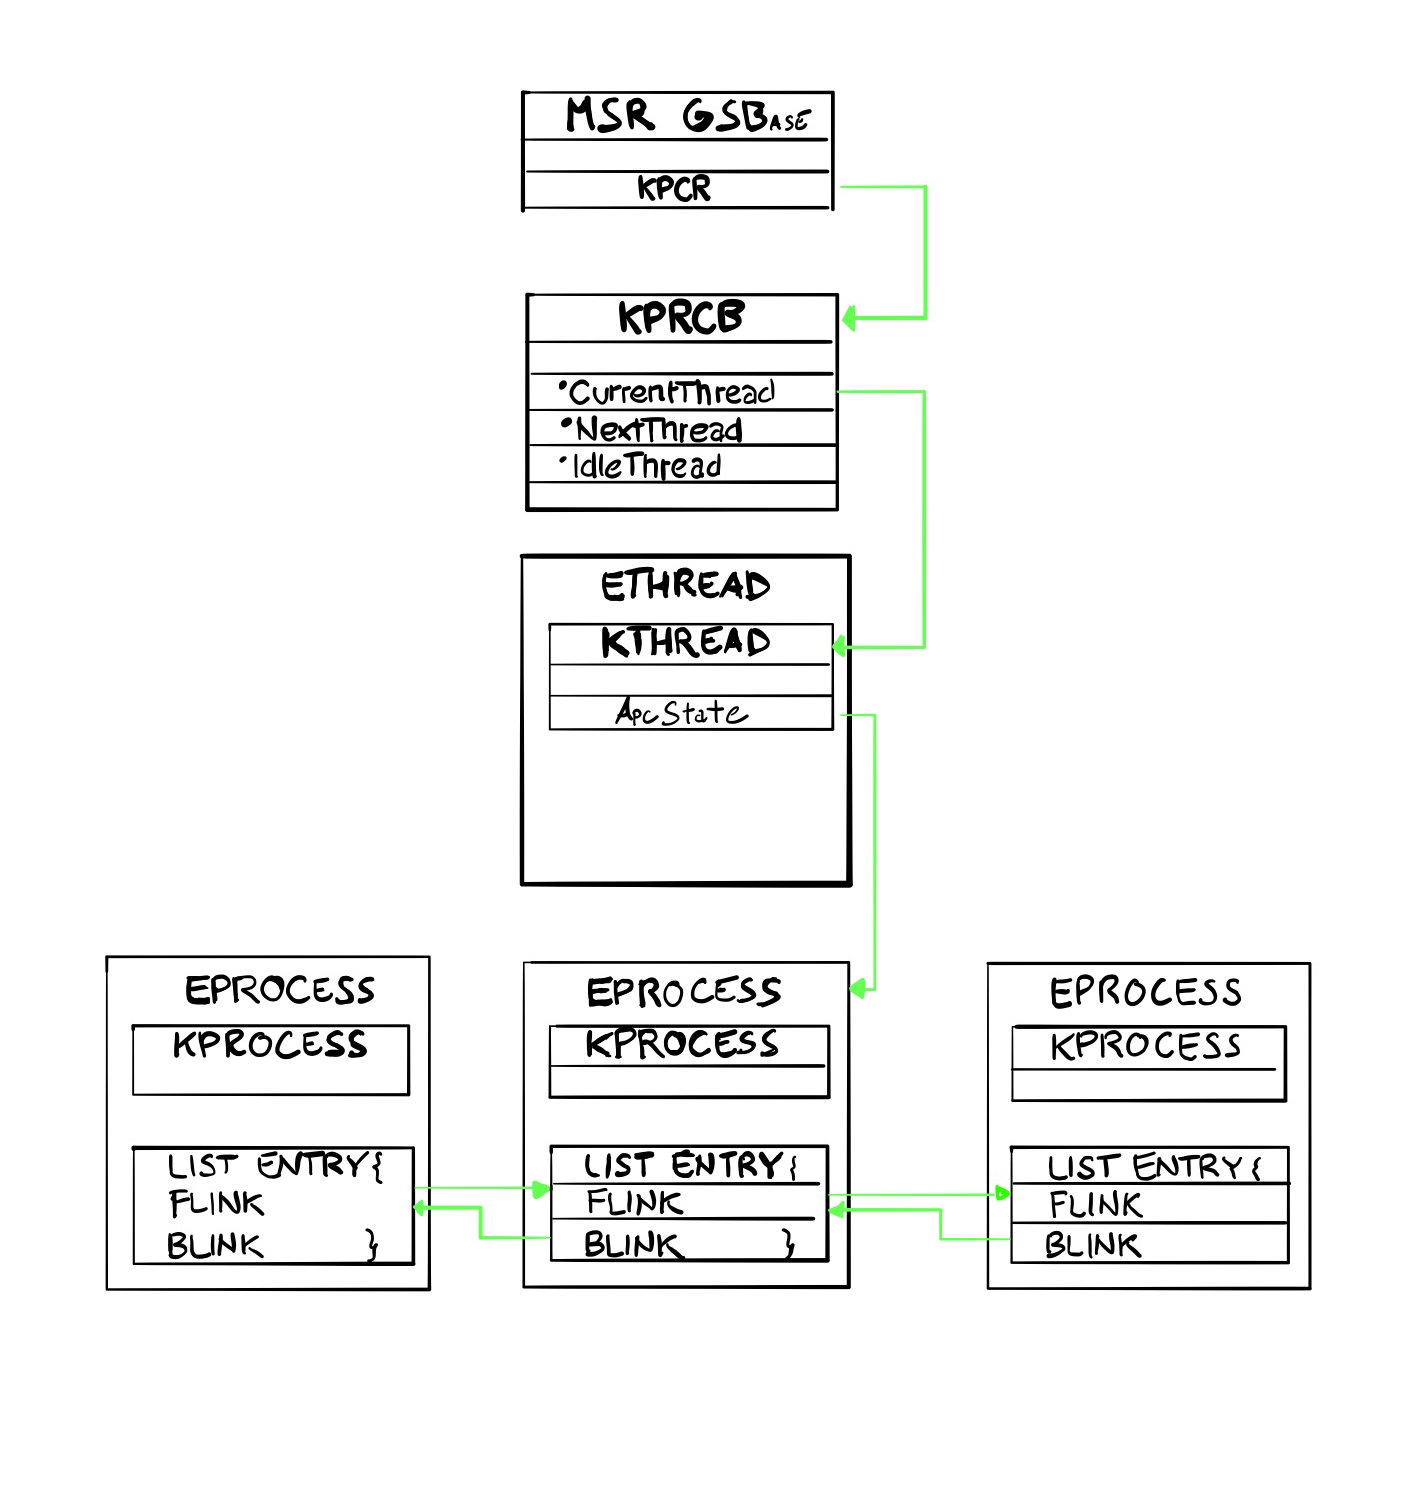 MSR GSBASE
KPCR
KPRCB
•CurrentThread
•NextThread
•IdleThread
ETHREAD
KTHREAD
ApcState
EPROCESS
KPROCESS
LIST ENTRY{
FLINK
BLINK }
EPROCESS
KPROCESS
LIST ENTRY{
FLINK
BLINK }
EPROCESS
KPROCESS
LIST ENTRY{
FLINK
BLINK